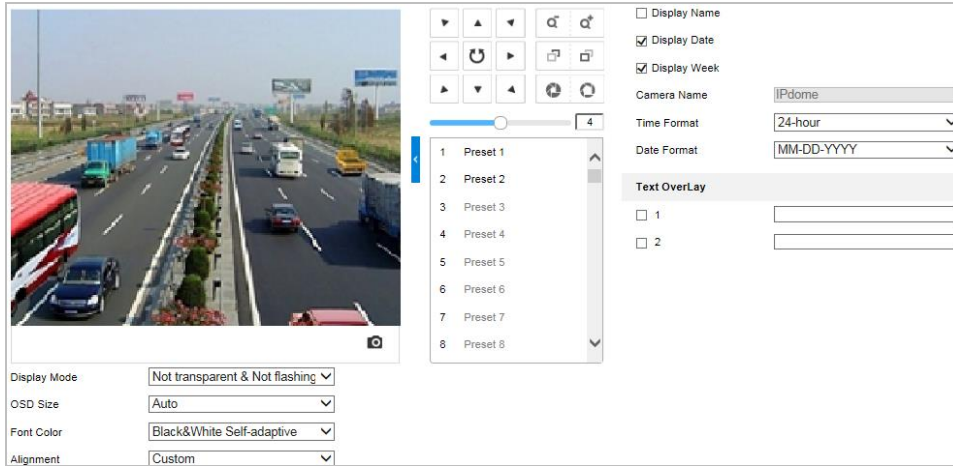 4
1 Preset 1
2 Preset 2
3 Preset 3
4 Preset 4
5 Preset 5
6 Preset 6
7 Preset 7
8 Preset 8
Display Mode Not transparent & Not flashing
OSD Size Auto
Font Color Black&White Self-adaptive
Alignment Custom
Display Name
Display Date
Display Week
Camera Name IPdome
Time Format 24-hour
Date Format MM-DD-YYYY
Text OverLay
1
2